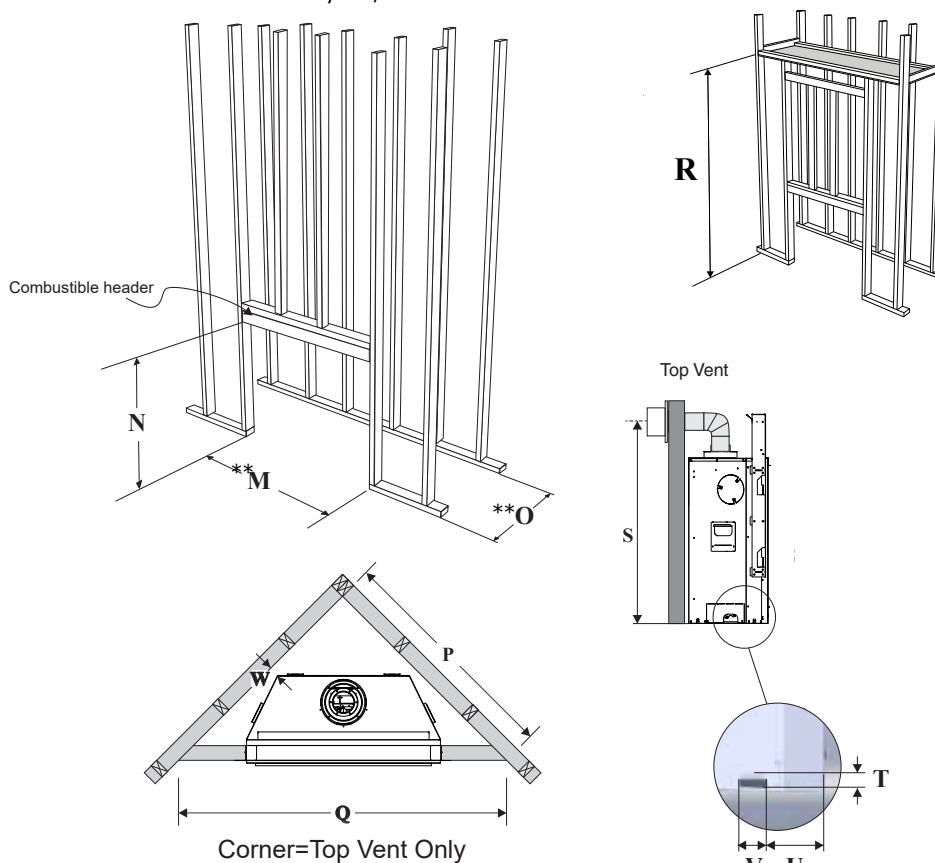 R
Combustible header
Top Vent
N
**M
**O
S
P
W
Q
T
Corner=Top Vent Only
V U